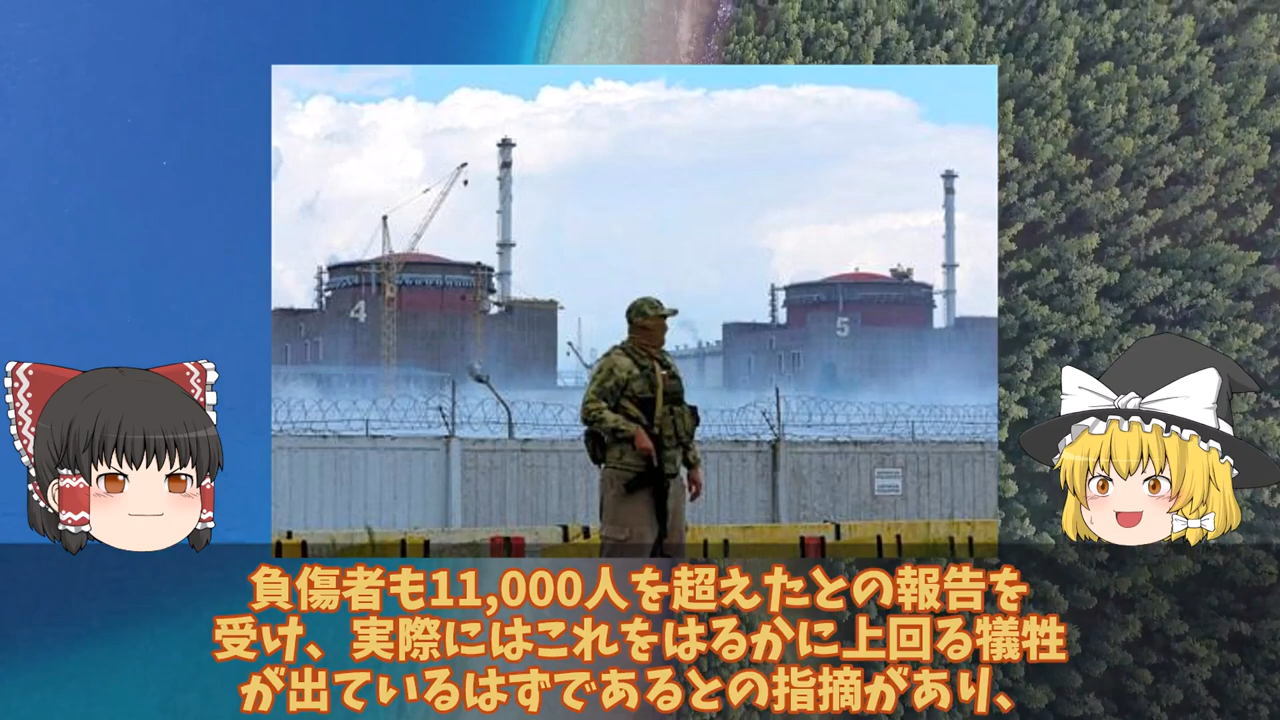 4
5
負傷者も11,000人を超えたとの報告を
受け、実際にはこれをはるかに上回る犠牲
が出ているはずであるとの指摘があり、